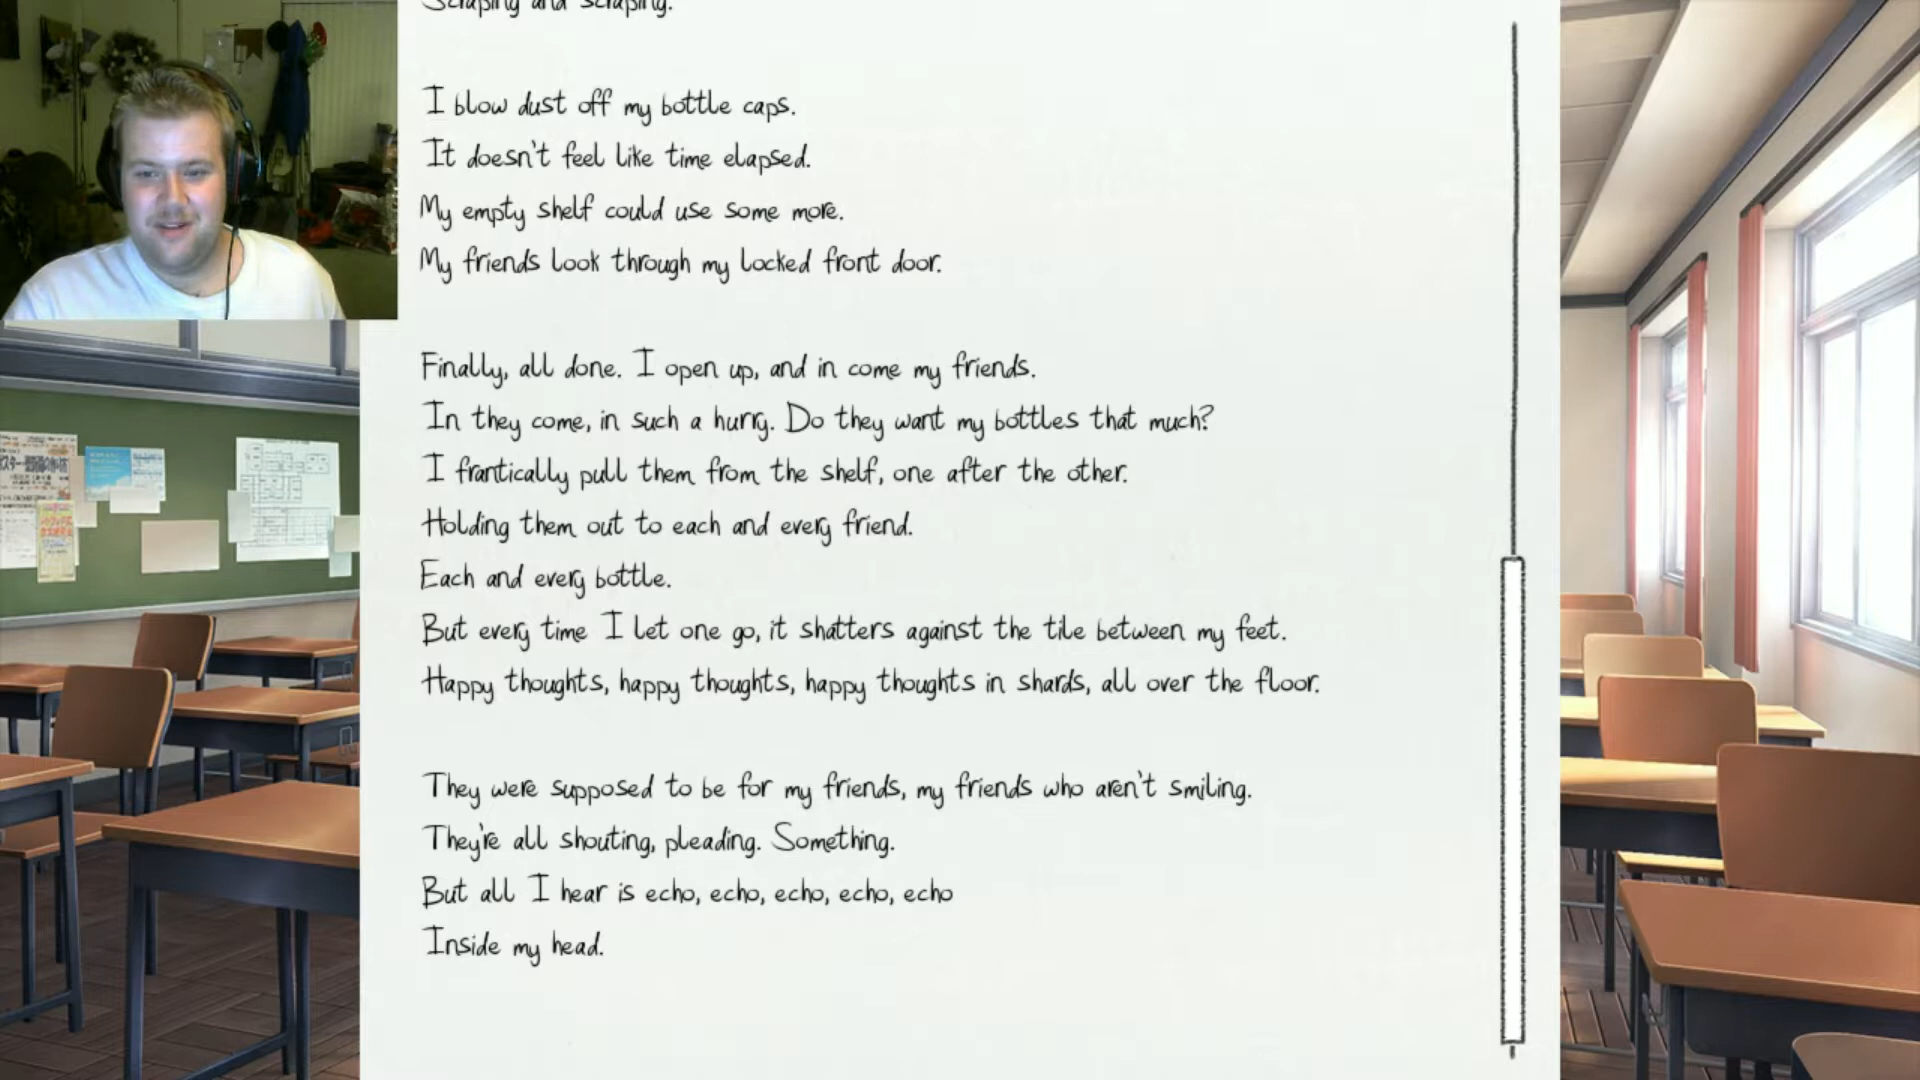 Scraping and scraping.
I blow dust off my bottle caps.
It doesn't feel like time elapsed.
My empty shelf could use some more.
My friends look through my locked front door.
Finally, all done. I open up, and in come my friends.
In they come, in such a hurry. Do they want my bottles that much?
I frantically pull them from the shelf, one after the other.
Holding them out to each and every friend.
Each and every bottle.
But every time I let one go, it shatters against the tile between my feet.
Happy thoughts, happy thoughts, happy thoughts in shards, all over the floor.
They were supposed to be for my friends, my friends who aren't smiling.
They're all shouting, pleading. Something.
But all I hear is echo, echo, echo, echo, echo
Inside my head.